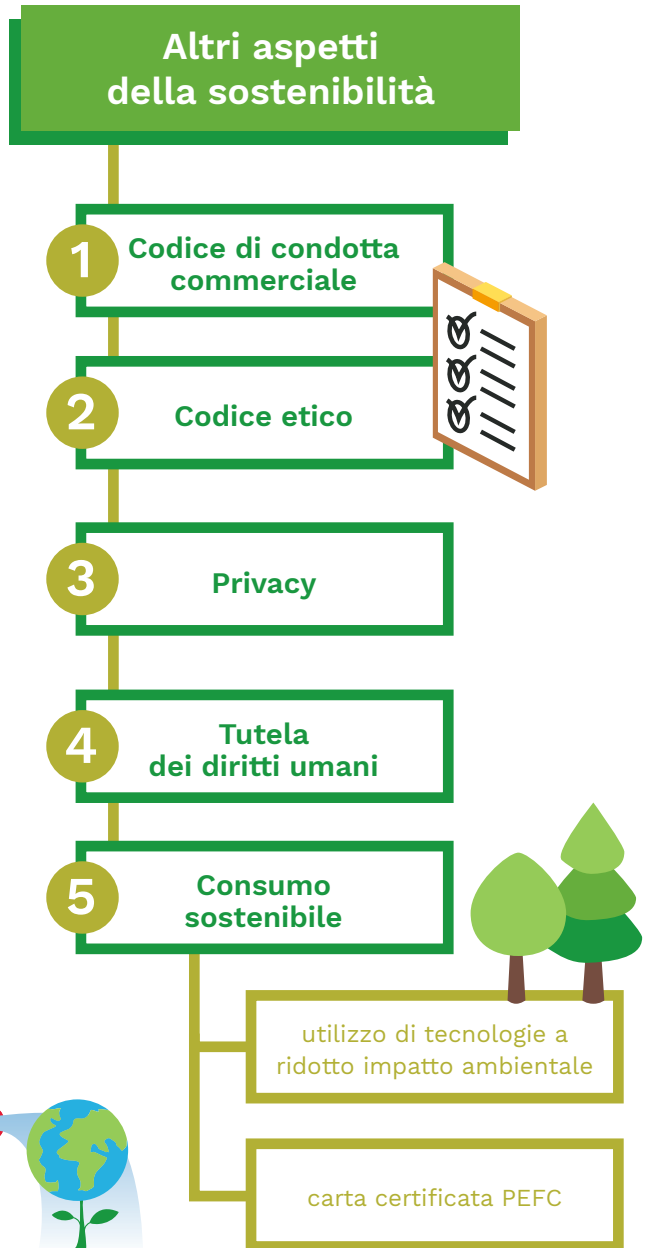 Altri aspetti
della sostenibilità
1
Codice di condotta
commerciale
2
Codice etico
3
Privacy
4
Tutela
dei diritti umani
5
Consumo
sostenibile
utilizzo di tecnologie a
ridotto impatto ambientale
carta certificata PEFC